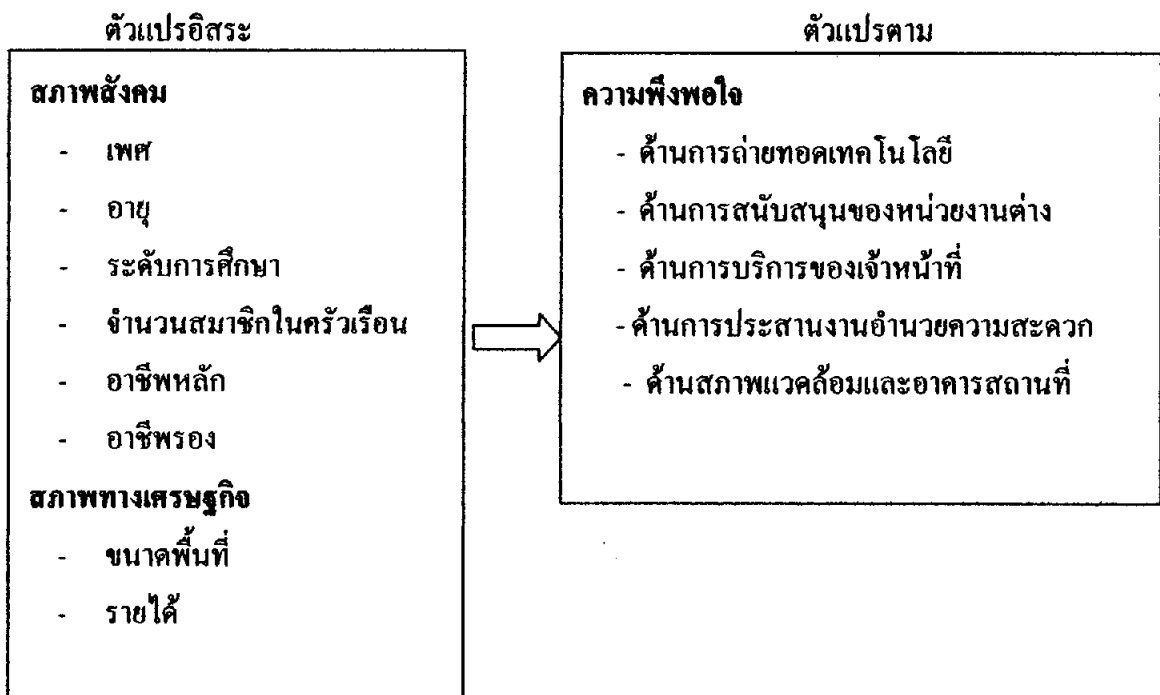 ตัวแปรอิสระ
สภาพสังคม
- เพศ
- อายุ
- ระดับการศึกษา
- จำนวนสมาชิกในครัวเรือน
- อาชีพหลัก
- อาชีพรอง
สภาพทางเศรษฐกิจ
- ขนาดพื้นที่
- รายได้
ตัวแปรตาม
ความพึงพอใจ
- ด้านการถ่ายทอดเทคโนโลยี
- ด้านการสนับสนุนของหน่วยงานต่าง
- ด้านการบริการของเจ้าหน้าที่
- ด้านการประสานงานอำนวยความสะดวก
- ด้านสภาพแวดล้อมและอาคารสถานที่